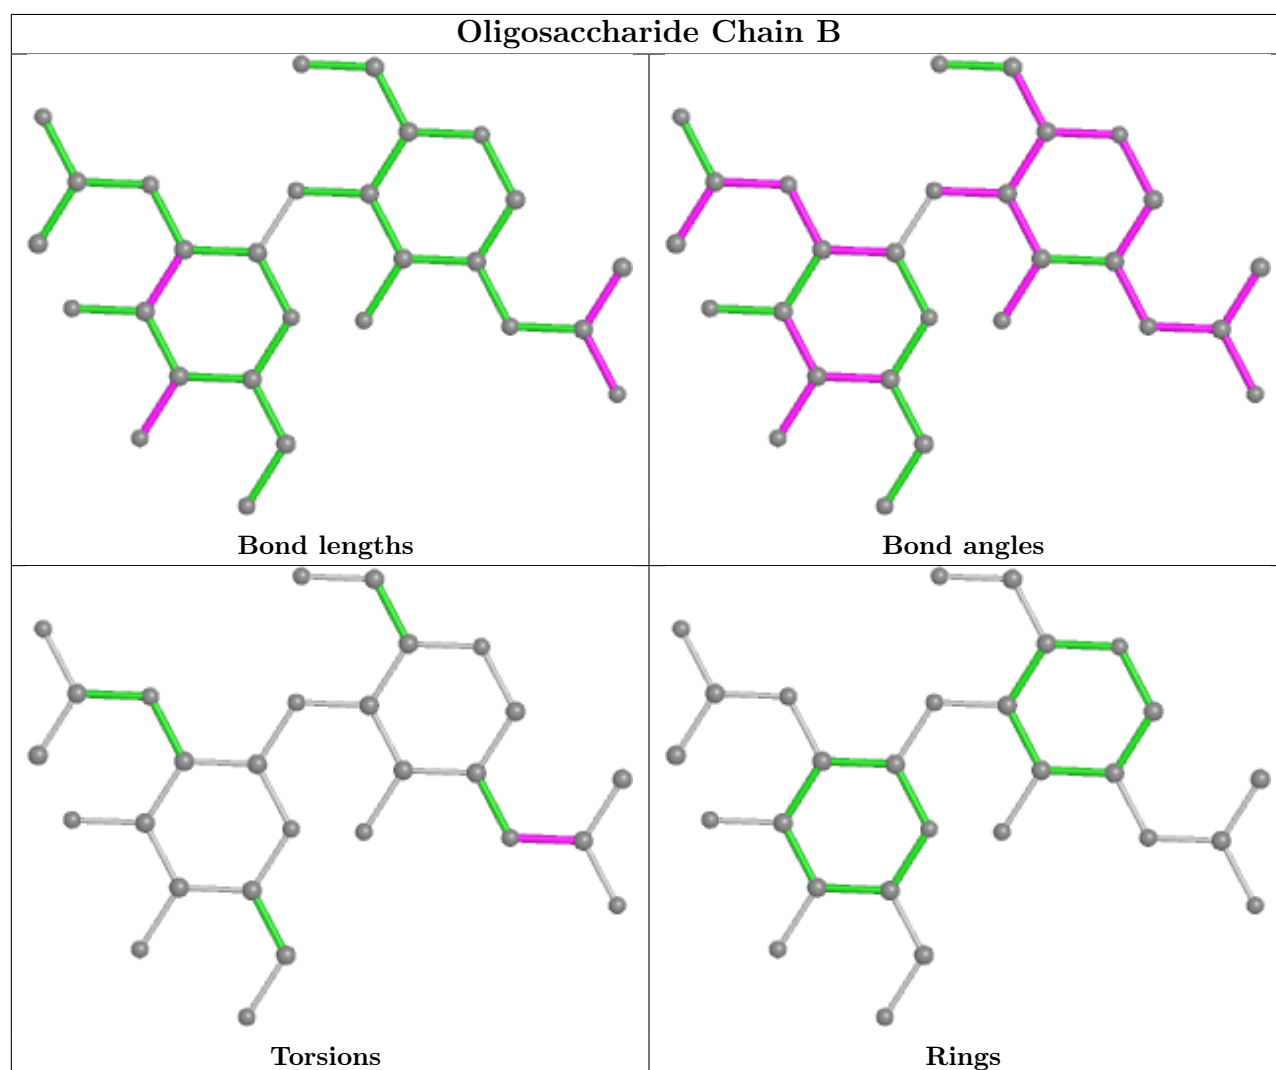 Oligosaccharide Chain B
Bond lengths
Bond angles
Torsions
Rings